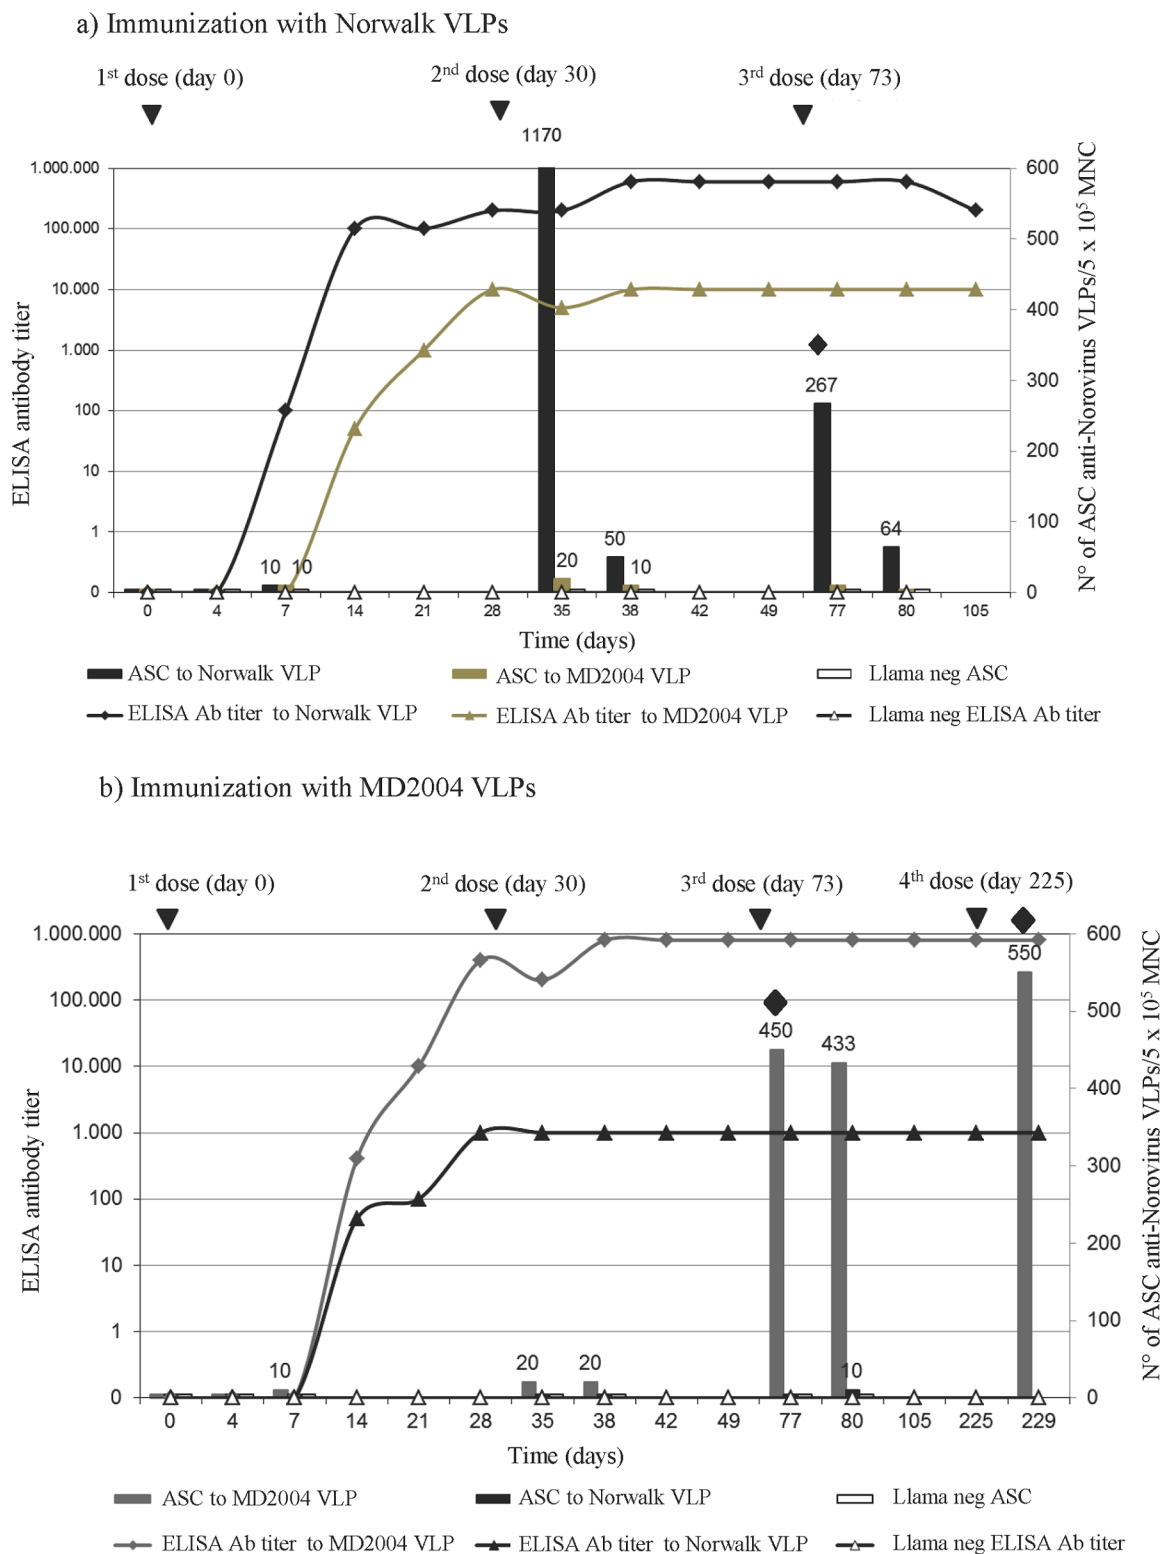 a) Immunization with Norwalk VLPs
1st dose (day 0)
2nd dose (day 30)
3rd dose (day 73)
1170
1.000.000
100.000
10.000
1.000
100
10
1
0
ELISA antibody titer
600
500
400
300
200
100
0
N° of ASC anti-Norovirus VLPs/5 x 10⁵ MNC
10
10
20
50
10
267
64
0 4 7 14 21 28 35 38 42 49 77 80 105
Time (days)
ASC to Norwalk VLP
ASC to MD2004 VLP
Llama neg ASC
ELISA Ab titer to Norwalk VLP
ELISA Ab titer to MD2004 VLP
Llama neg ELISA Ab titer
b) Immunization with MD2004 VLPs
1st dose (day 0)
2nd dose (day 30)
3rd dose (day 73)
4th dose (day 225)
1.000.000
100.000
10.000
1.000
100
10
1
0
ELISA antibody titer
600
500
400
300
200
100
0
N° of ASC anti-Norovirus VLPs/5 x 10⁵ MNC
10
20
20
450
433
10
550
0 4 7 14 21 28 35 38 42 49 77 80 105 225 229
Time (days)
ASC to MD2004 VLP
ASC to Norwalk VLP
Llama neg ASC
ELISA Ab titer to MD2004 VLP
ELISA Ab titer to Norwalk VLP
Llama neg ELISA Ab titer